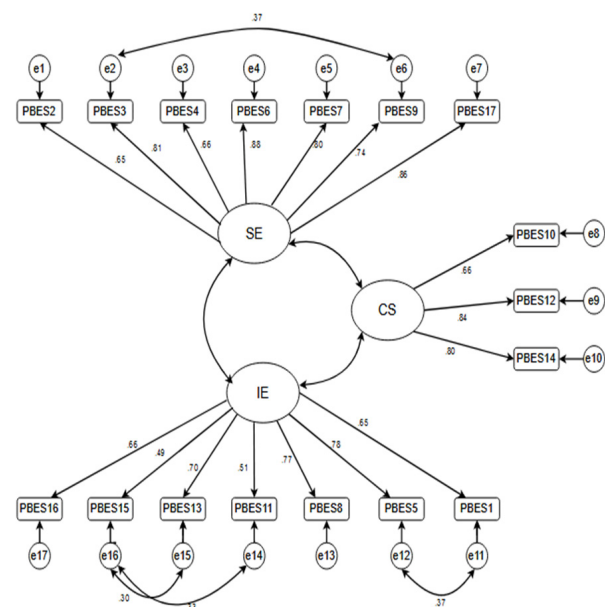 .37
e1 e2 e3 e4 e5 e6 e7
PBES2 PBES3 PBES4 PBES6 PBES7 PBES9 PBES17
.65 .81 .66 .88 .80 .74 .86
SE
PBES10 e8
.66
CS
PBES12 e9
.84
.80
PBES14 e10
IE
.66 .49 .70 .51 .77 .78 .65
PBES16 PBES15 PBES13 PBES11 PBES8 PBES5 PBES1
e17 e16 e15 e14 e13 e12 e11
.30 .37